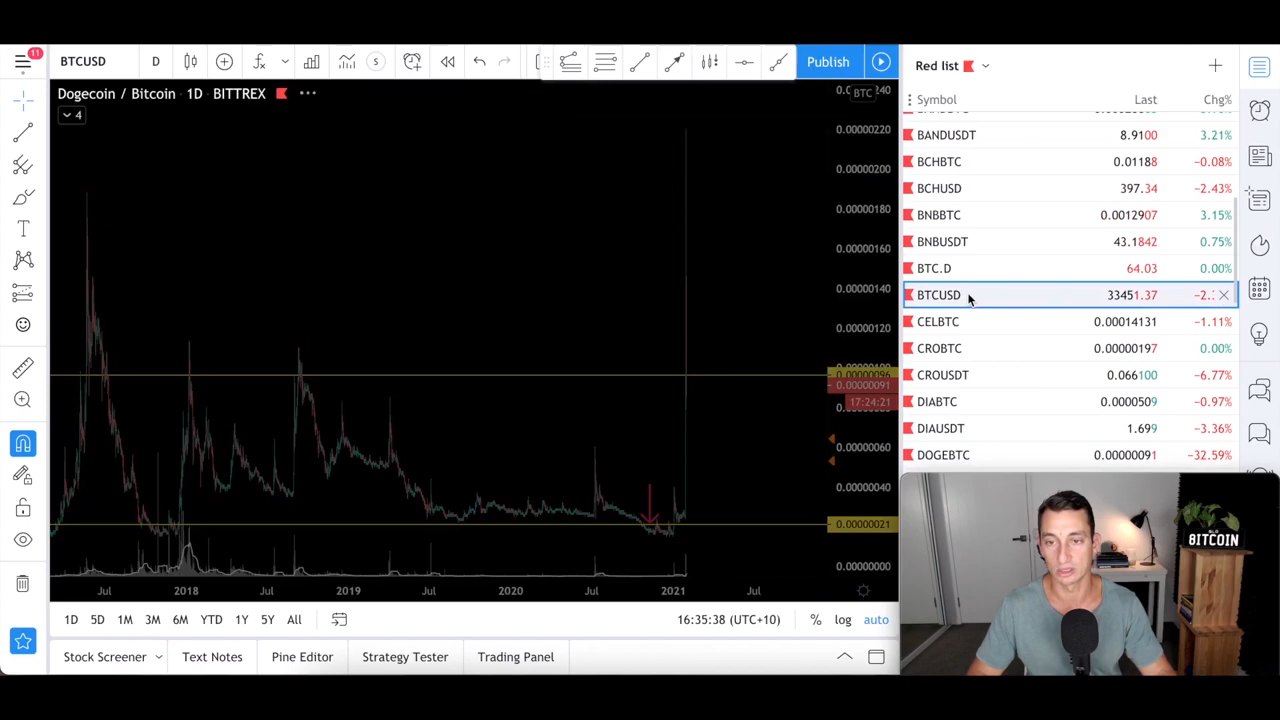 11
BTCUSD D S Publish
Dogecoin / Bitcoin · 1D · BITTREX
4
BTC
0.00000220
0.00000200
0.00000180
0.00000160
0.00000140
0.00000120
0.00000096
0.00000091
17:24:21
0.00000060
0.00000040
0.00000021
0.00000000
Jul 2018 Jul 2019 Jul 2020 Jul 2021 Jul
1D 5D 1M 3M 6M YTD 1Y 5Y All 16:35:38 (UTC+10) % log auto
Stock Screener Text Notes Pine Editor Strategy Tester Trading Panel
Red list
Symbol Last Chg%
BANDUSDT 8.9100 3.21%
BCHBTC 0.01188 −0.08%
BCHUSD 397.34 −2.43%
BNBBTC 0.0012907 3.15%
BNBUSDT 43.1842 0.75%
BTC.D 64.03 0.00%
BTCUSD 33451.37 −2.
CELBTC 0.00014131 −1.11%
CROBTC 0.00000197 0.00%
CROUSDT 0.066100 −6.77%
DIABTC 0.0000509 −0.97%
DIAUSDT 1.699 −3.36%
DOGEBTC 0.00000091 −32.59%
BITCOIN